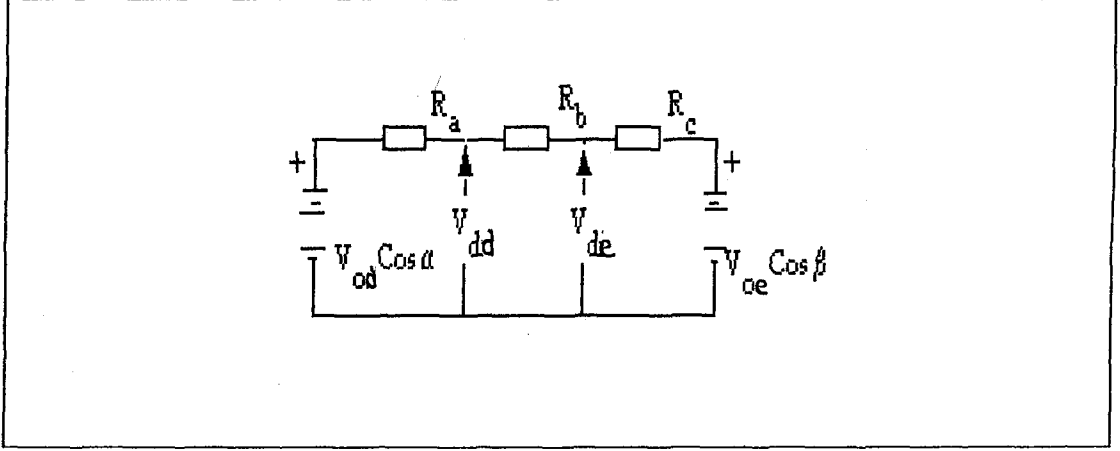 R_a R_b R_c
+ +
V_dd V_de
V_od Cos α V_oe Cos β